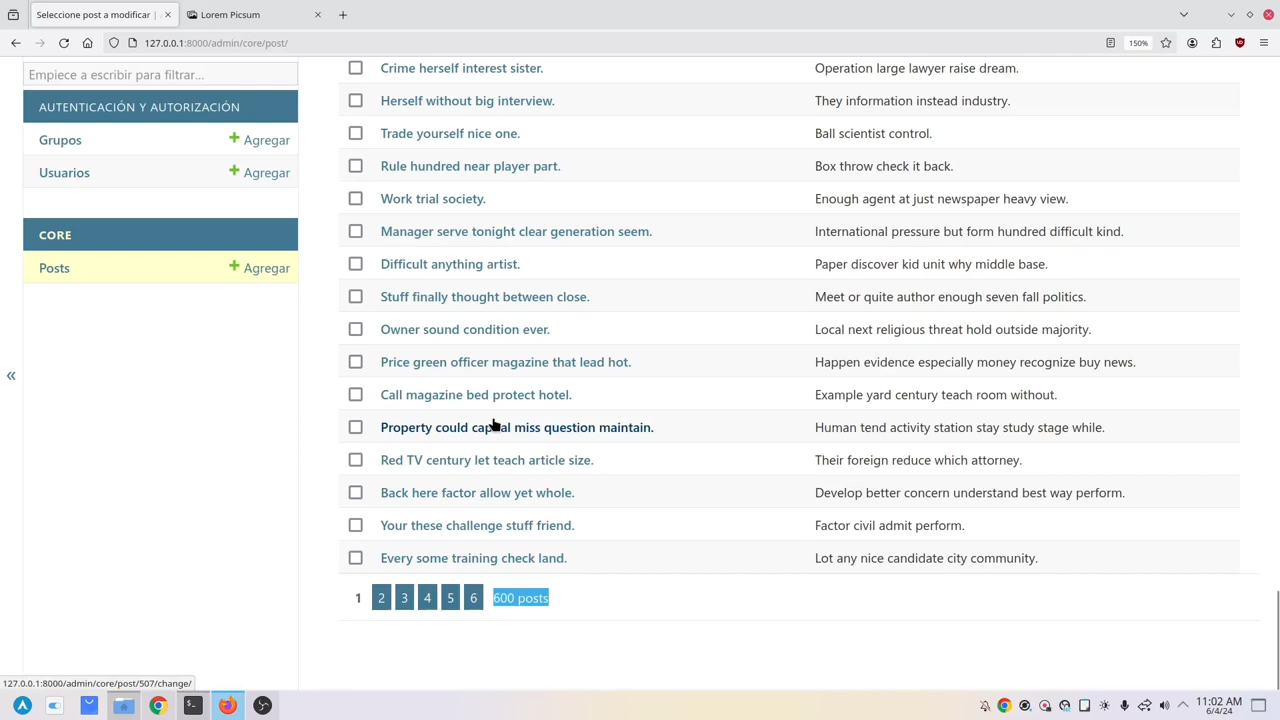 Seleccione post a modificar |
Lorem Picsum
127.0.0.1:8000/admin/core/post/
150%
Empiece a escribir para filtrar...
AUTENTICACIÓN Y AUTORIZACIÓN
Grupos
Agregar
Usuarios
Agregar
CORE
Posts
Agregar
«
Crime herself interest sister.
Operation large lawyer raise dream.
Herself without big interview.
They information instead industry.
Trade yourself nice one.
Ball scientist control.
Rule hundred near player part.
Box throw check it back.
Work trial society.
Enough agent at just newspaper heavy view.
Manager serve tonight clear generation seem.
International pressure but form hundred difficult kind.
Difficult anything artist.
Paper discover kid unit why middle base.
Stuff finally thought between close.
Meet or quite author enough seven fall politics.
Owner sound condition ever.
Local next religious threat hold outside majority.
Price green officer magazine that lead hot.
Happen evidence especially money recognize buy news.
Call magazine bed protect hotel.
Example yard century teach room without.
Property could capital miss question maintain.
Human tend activity station stay study stage while.
Red TV century let teach article size.
Their foreign reduce which attorney.
Back here factor allow yet whole.
Develop better concern understand best way perform.
Your these challenge stuff friend.
Factor civil admit perform.
Every some training check land.
Lot any nice candidate city community.
1 2 3 4 5 6 600 posts
127.0.0.1:8000/admin/core/post/507/change/
11:02 AM
6/4/24